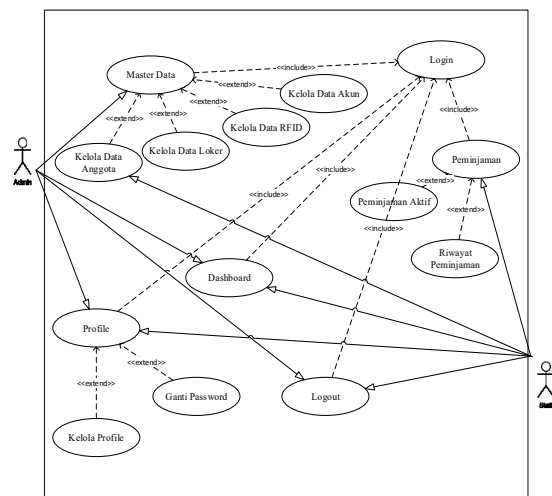 Master Data
Login
<<include>>
<<extend>>
Kelola Data Akun
<<extend>>
<<extend>>
<<extend>>
Kelola Data RFID
<<include>>
Kelola Data
Anggota
Kelola Data Loker
Peminjaman
Admin
<<extend>>
Peminjaman Aktif
<<include>>
<<extend>>
<<include>>
<<include>>
Riwayat
Peminjaman
Dashboard
Profile
<<extend>>
<<extend>>
Ganti Password
Logout
Kelola Profile